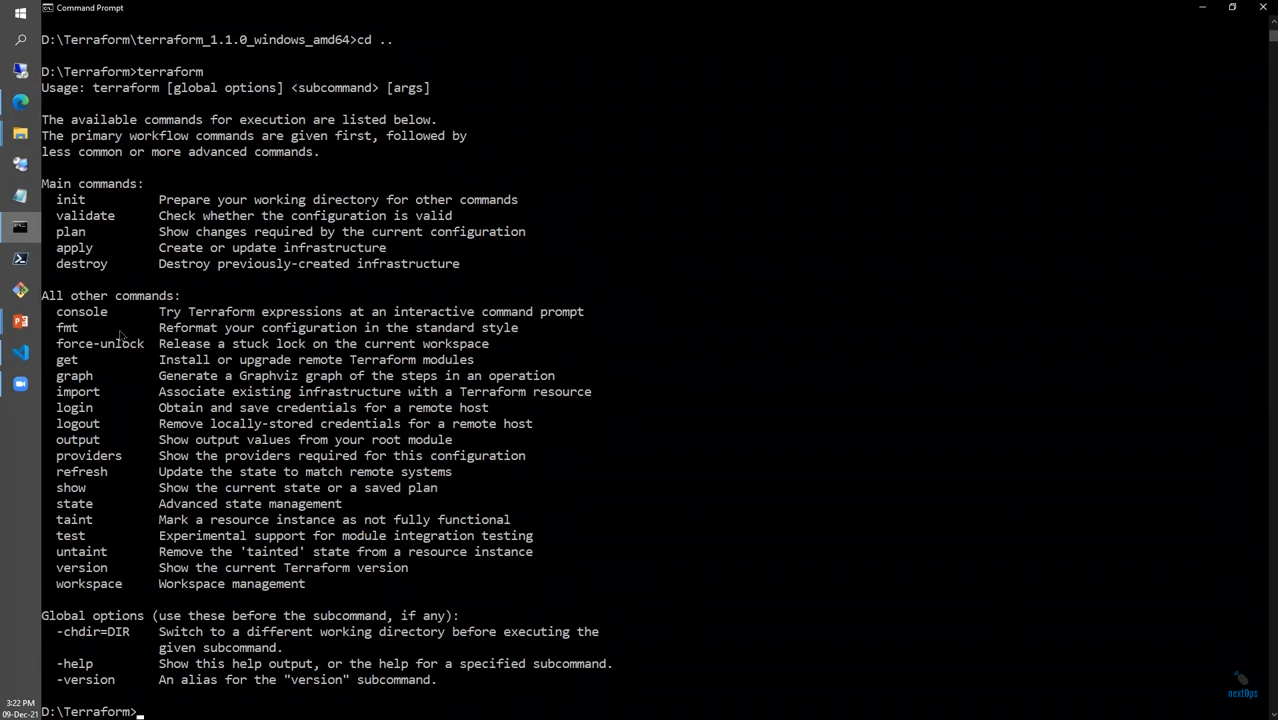 Command Prompt
D:\Terraform\terraform_1.1.0_windows_amd64>cd ..
D:\Terraform>terraform
Usage: terraform [global options] <subcommand> [args]
The available commands for execution are listed below.
The primary workflow commands are given first, followed by
less common or more advanced commands.
Main commands:
init Prepare your working directory for other commands
validate Check whether the configuration is valid
plan Show changes required by the current configuration
apply Create or update infrastructure
destroy Destroy previously-created infrastructure
All other commands:
console Try Terraform expressions at an interactive command prompt
fmt Reformat your configuration in the standard style
force-unlock Release a stuck lock on the current workspace
get Install or upgrade remote Terraform modules
graph Generate a Graphviz graph of the steps in an operation
import Associate existing infrastructure with a Terraform resource
login Obtain and save credentials for a remote host
logout Remove locally-stored credentials for a remote host
output Show output values from your root module
providers Show the providers required for this configuration
refresh Update the state to match remote systems
show Show the current state or a saved plan
state Advanced state management
taint Mark a resource instance as not fully functional
test Experimental support for module integration testing
untaint Remove the 'tainted' state from a resource instance
version Show the current Terraform version
workspace Workspace management
Global options (use these before the subcommand, if any):
-chdir=DIR Switch to a different working directory before executing the
given subcommand.
-help Show this help output, or the help for a specified subcommand.
-version An alias for the "version" subcommand.
D:\Terraform>
nextOps
3:22 PM
09-Dec-21